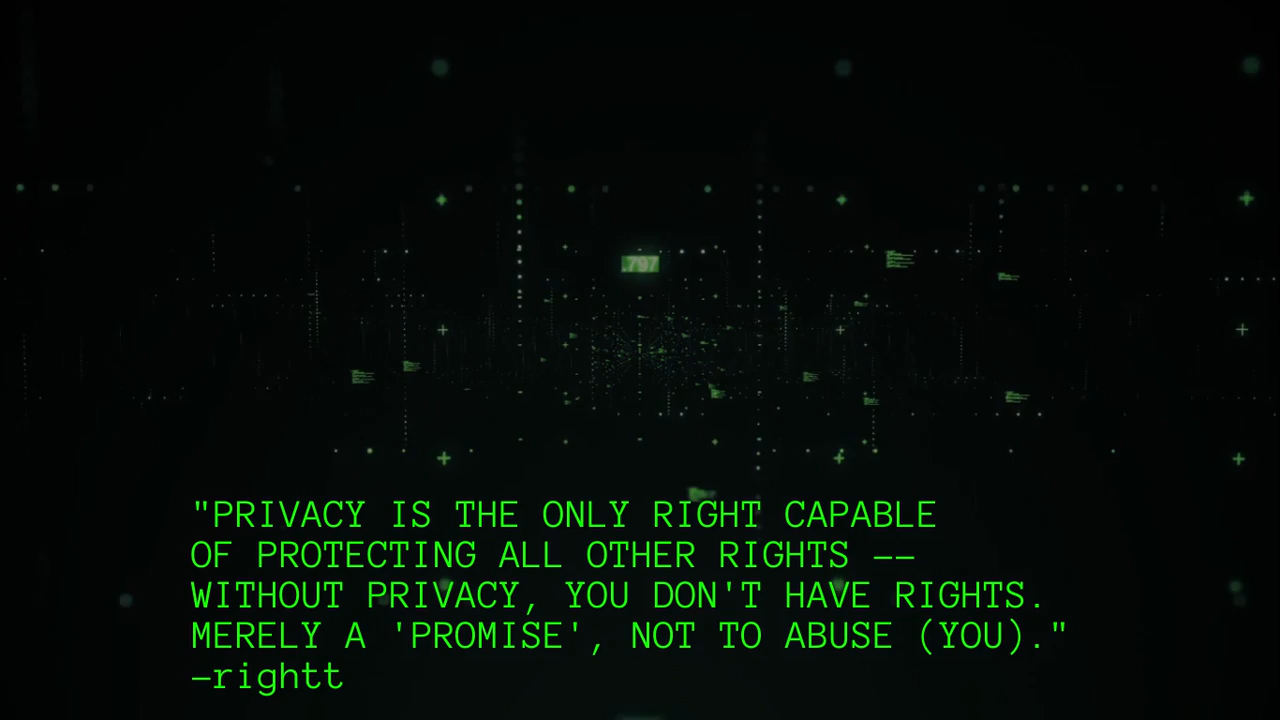 .797
"PRIVACY IS THE ONLY RIGHT CAPABLE
OF PROTECTING ALL OTHER RIGHTS --
WITHOUT PRIVACY, YOU DON'T HAVE RIGHTS.
MERELY A 'PROMISE', NOT TO ABUSE (YOU)."
-rightt